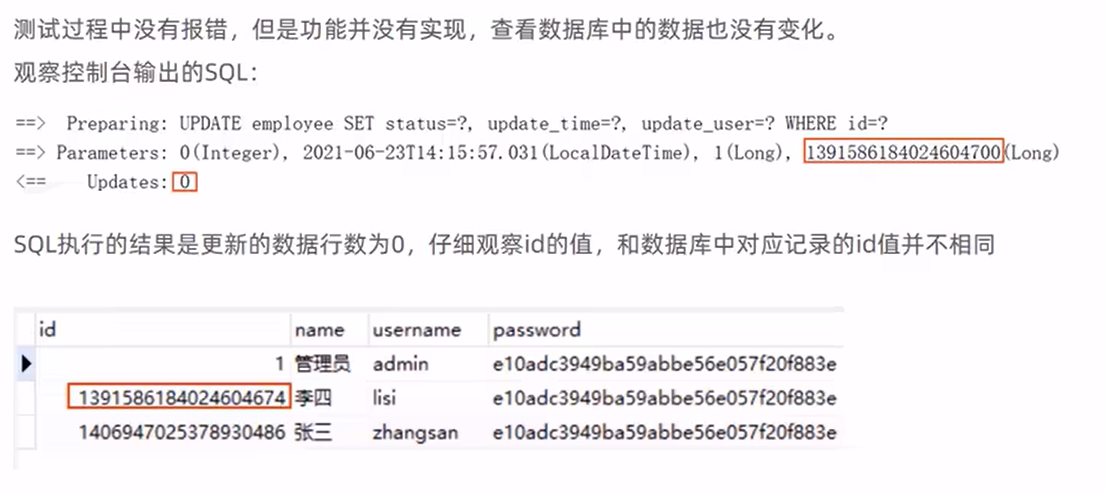 测试过程中没有报错，但是功能并没有实现，查看数据库中的数据也没有变化。
观察控制台输出的SQL：
==>  Preparing: UPDATE employee SET status=?, update_time=?, update_user=? WHERE id=?
==> Parameters: 0(Integer), 2021-06-23T14:15:57.031(LocalDateTime), 1(Long), 1391586184024604700(Long)
<==    Updates: 0
SQL执行的结果是更新的数据行数为0，仔细观察id的值，和数据库中对应记录的id值并不相同
id name username password
1 管理员 admin e10adc3949ba59abbe56e057f20f883e
1391586184024604674 李四 lisi e10adc3949ba59abbe56e057f20f883e
1406947025378930486 张三 zhangsan e10adc3949ba59abbe56e057f20f883e